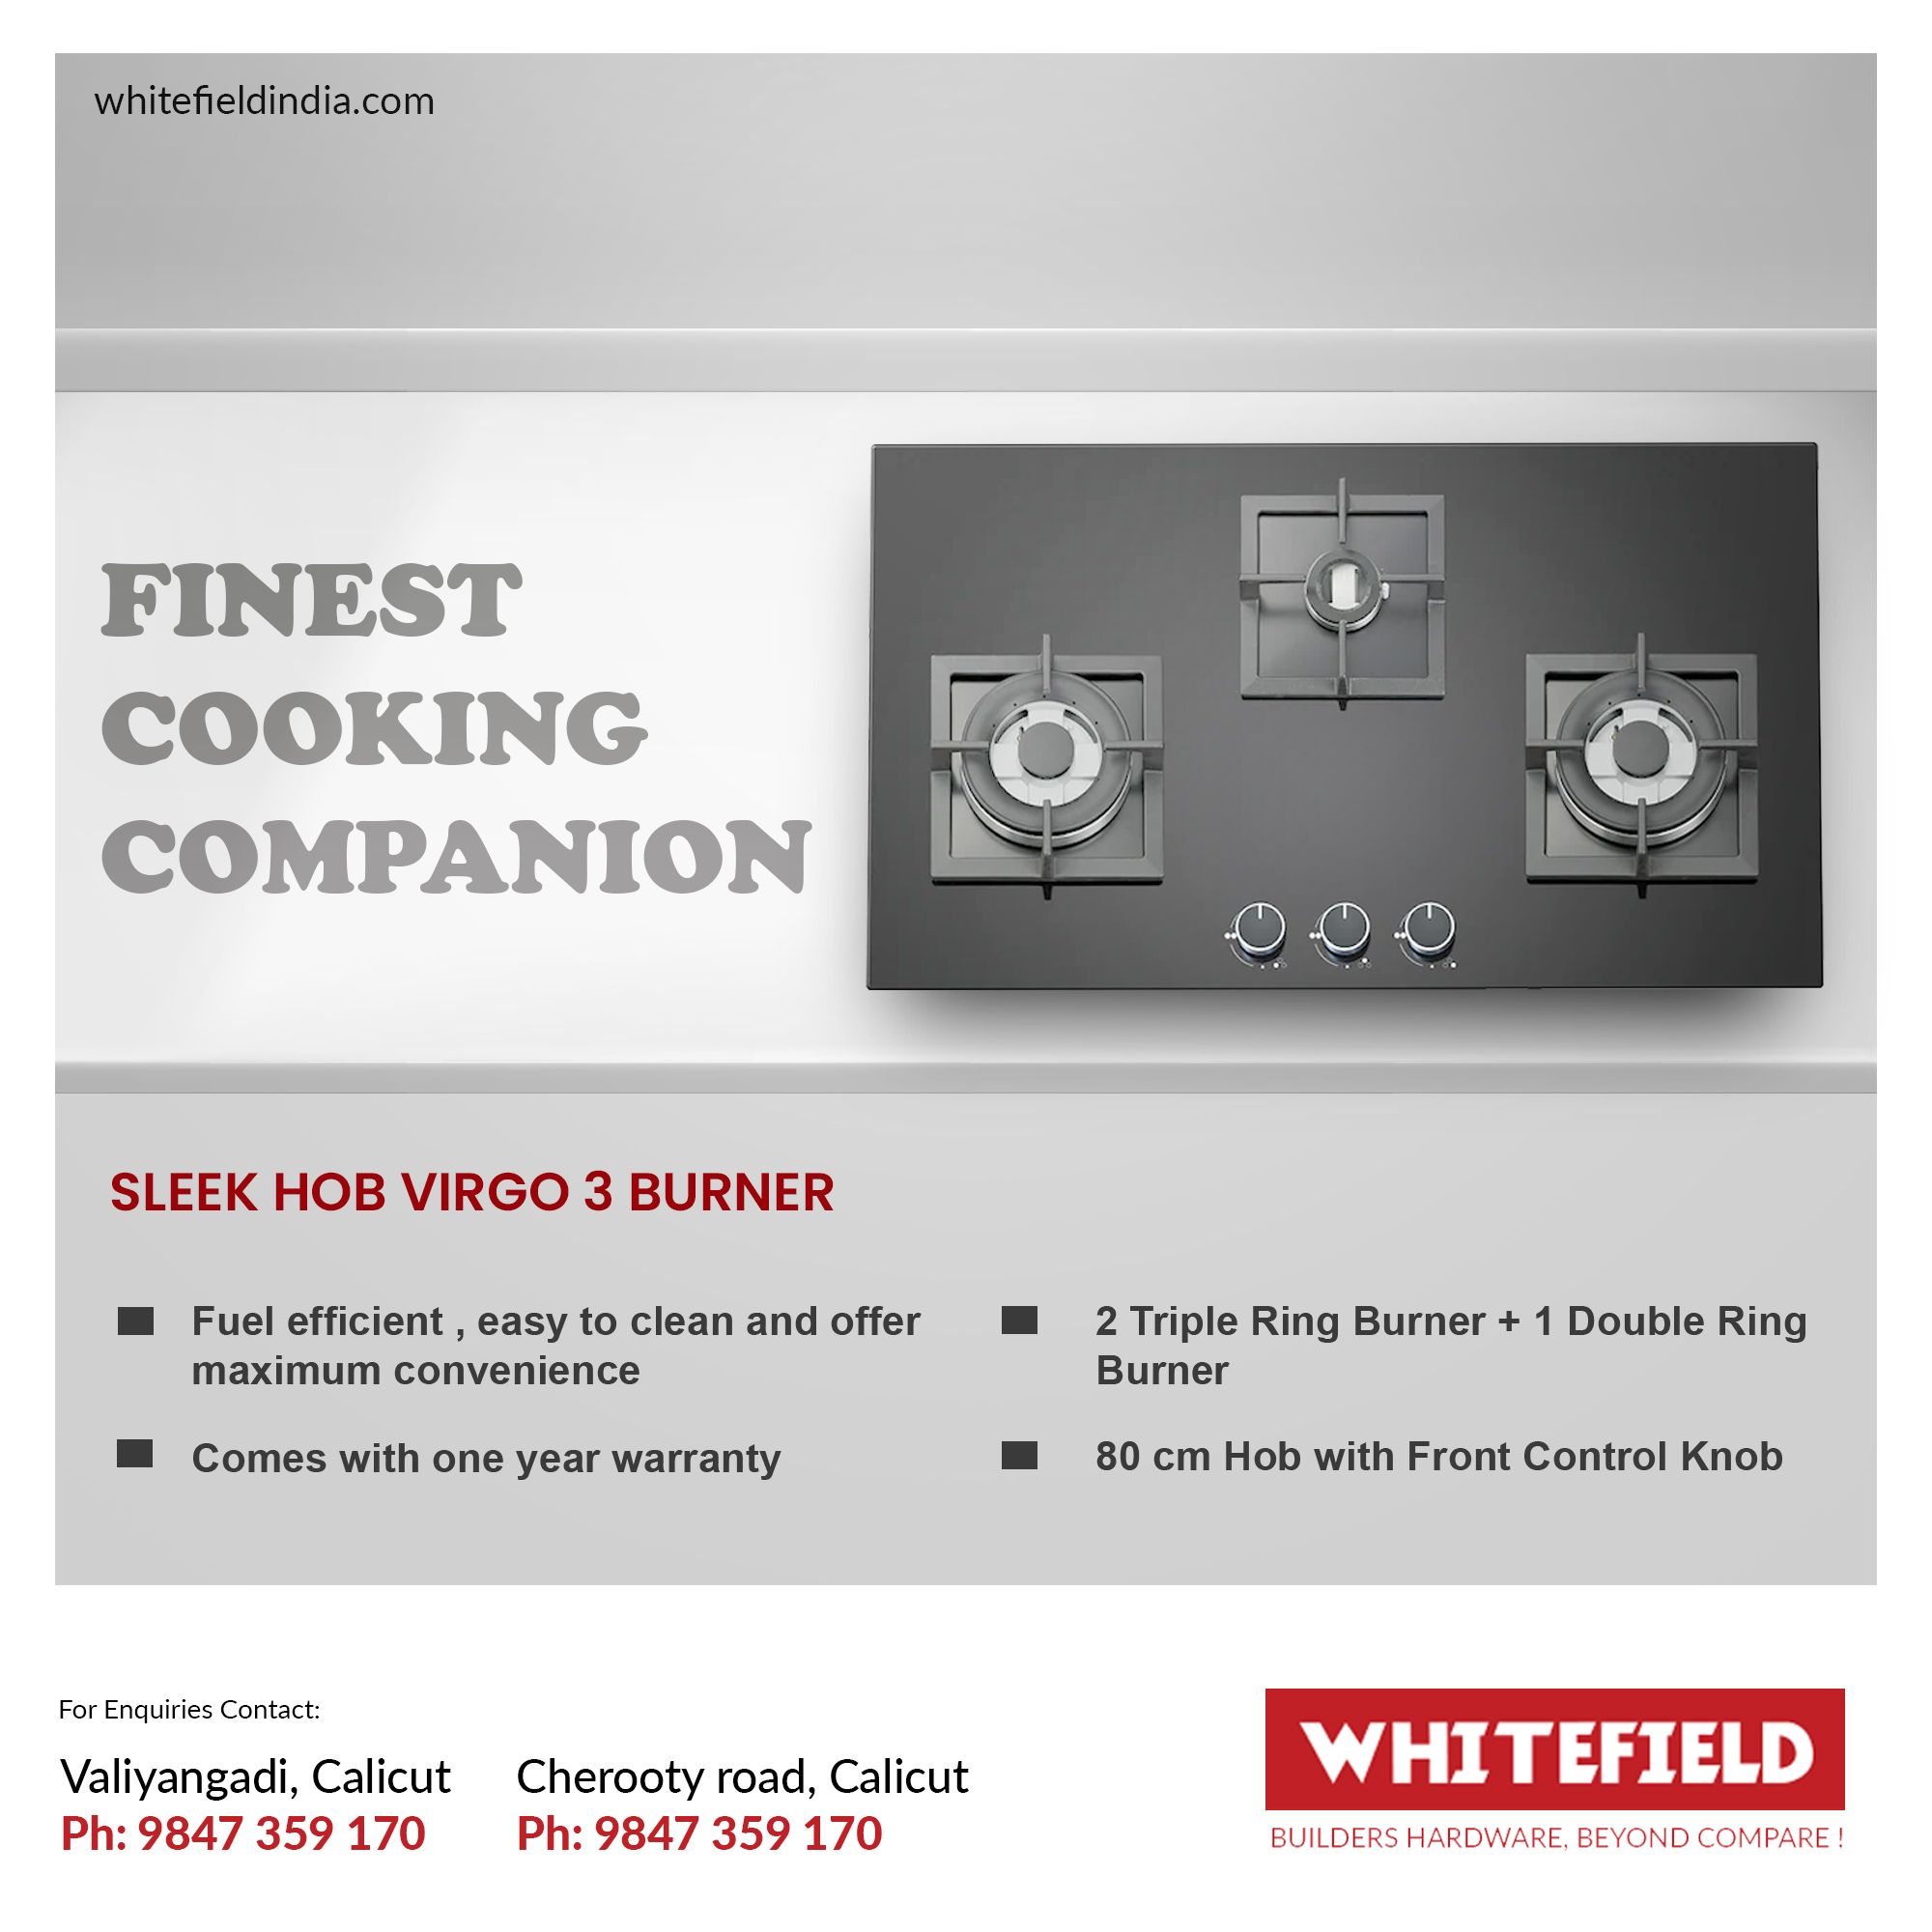 whitefieldindia.com
FINEST
COOKING
COMPANION
SLEEK HOB VIRGO 3 BURNER
Fuel efficient , easy to clean and offer
maximum convenience
Comes with one year warranty
2 Triple Ring Burner + 1 Double Ring
Burner
80 cm Hob with Front Control Knob
For Enquiries Contact:
Valiyangadi, Calicut
Ph: 9847 359 170
Cherooty road, Calicut
Ph: 9847 359 170
WHITEFIELD
BUILDERS HARDWARE, BEYOND COMPARE !